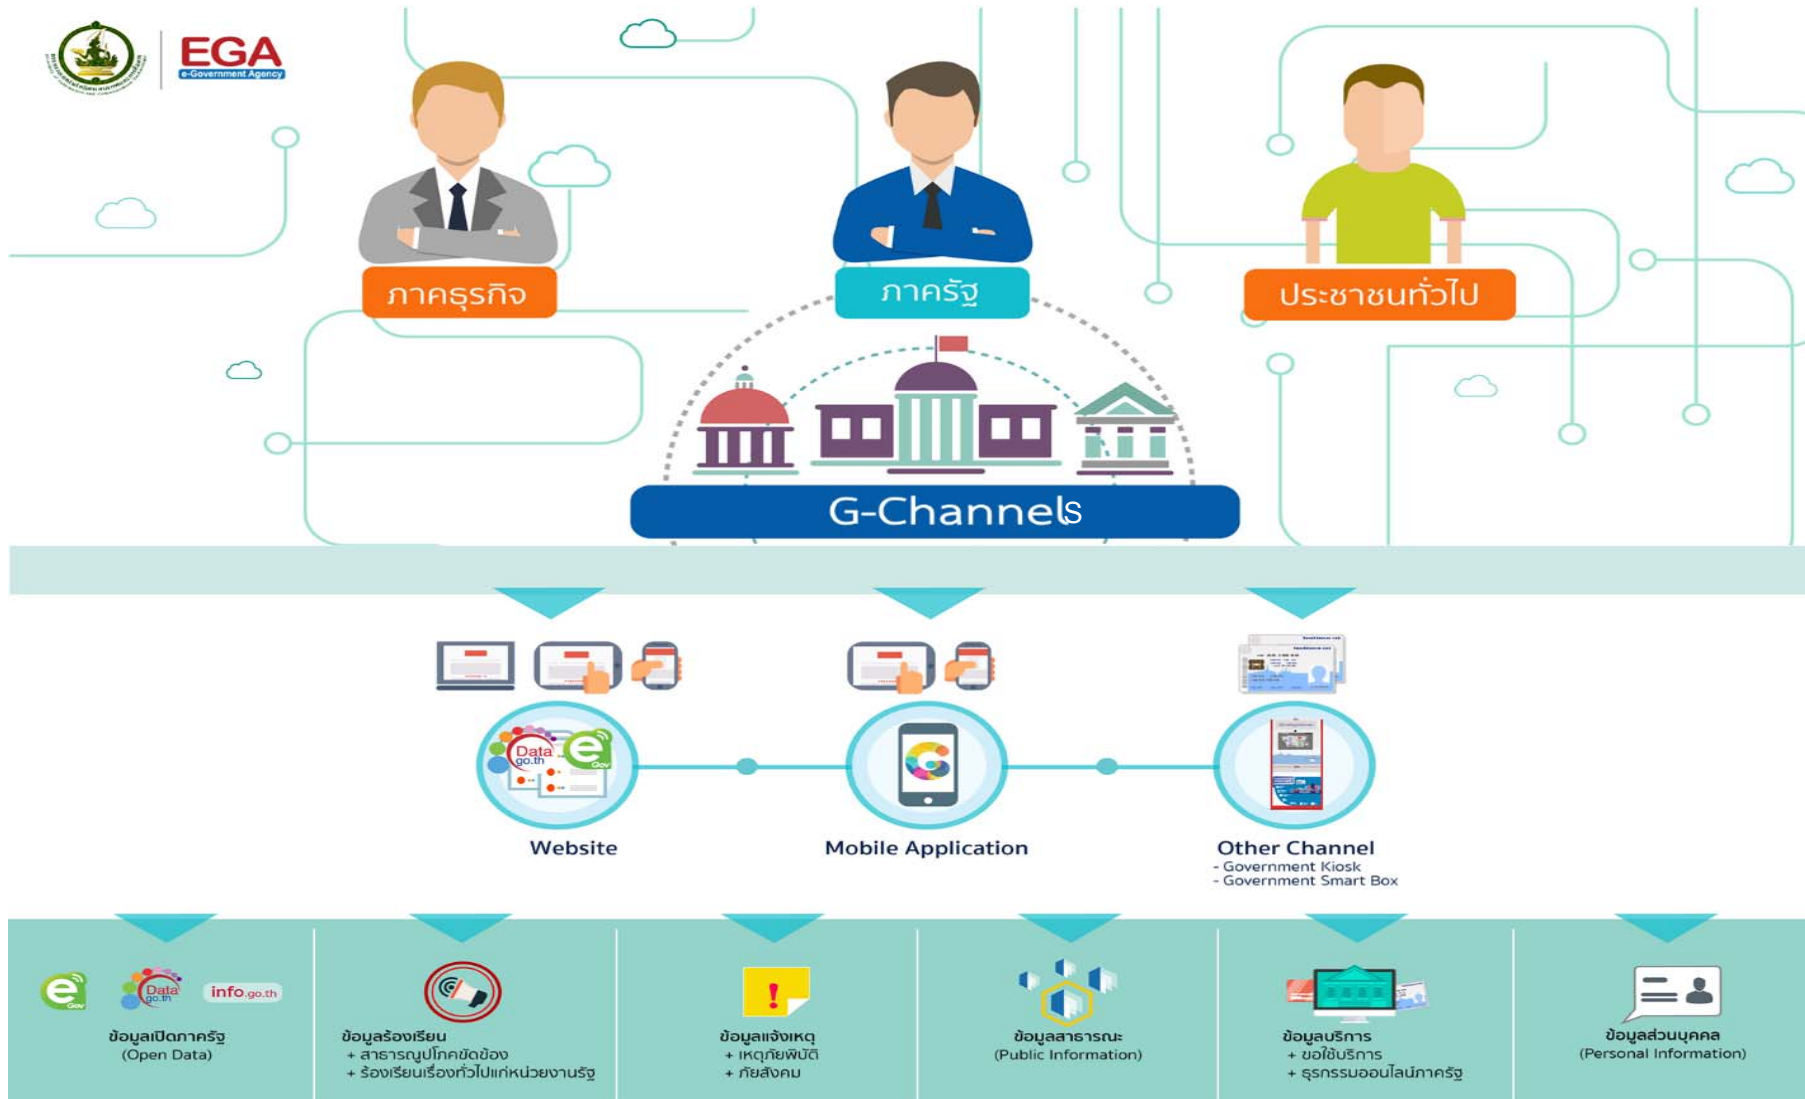 EGA
e-Government Agency
ภาคธุรกิจ
ภาครัฐ
ประชาชนทั่วไป
G-Channels
Data
go.th
e
Gov
Website
Mobile Application
Other Channel
- Government Kiosk
- Government Smart Box
e
Gov
Data
go.th
info.go.th
ข้อมูลเปิดภาครัฐ
(Open Data)
ข้อมูลร้องเรียน
+ สาธารณูปโภคขัดข้อง
+ ร้องเรียนเรื่องทั่วไปแก่หน่วยงานรัฐ
ข้อมูลแจ้งเหตุ
+ เหตุภัยพิบัติ
+ ภัยสังคม
ข้อมูลสาธารณะ
(Public Information)
ข้อมูลบริการ
+ ขอใช้บริการ
+ ธุรกรรมออนไลน์ภาครัฐ
ข้อมูลส่วนบุคคล
(Personal Information)